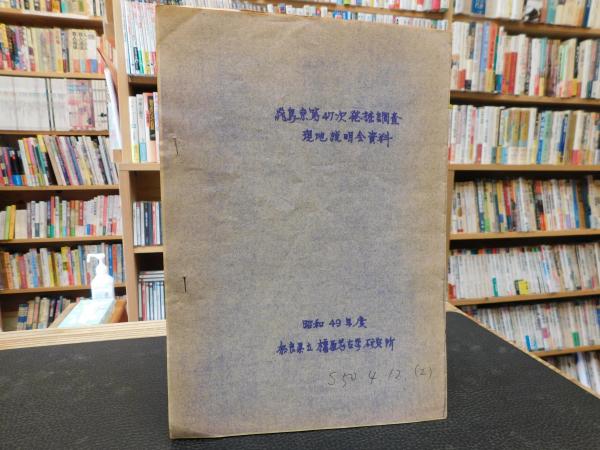 飛鳥京第47次発掘調査
現地説明会資料
昭和49年度
奈良県立橿原考古学研究所
S50 4 12 (2)